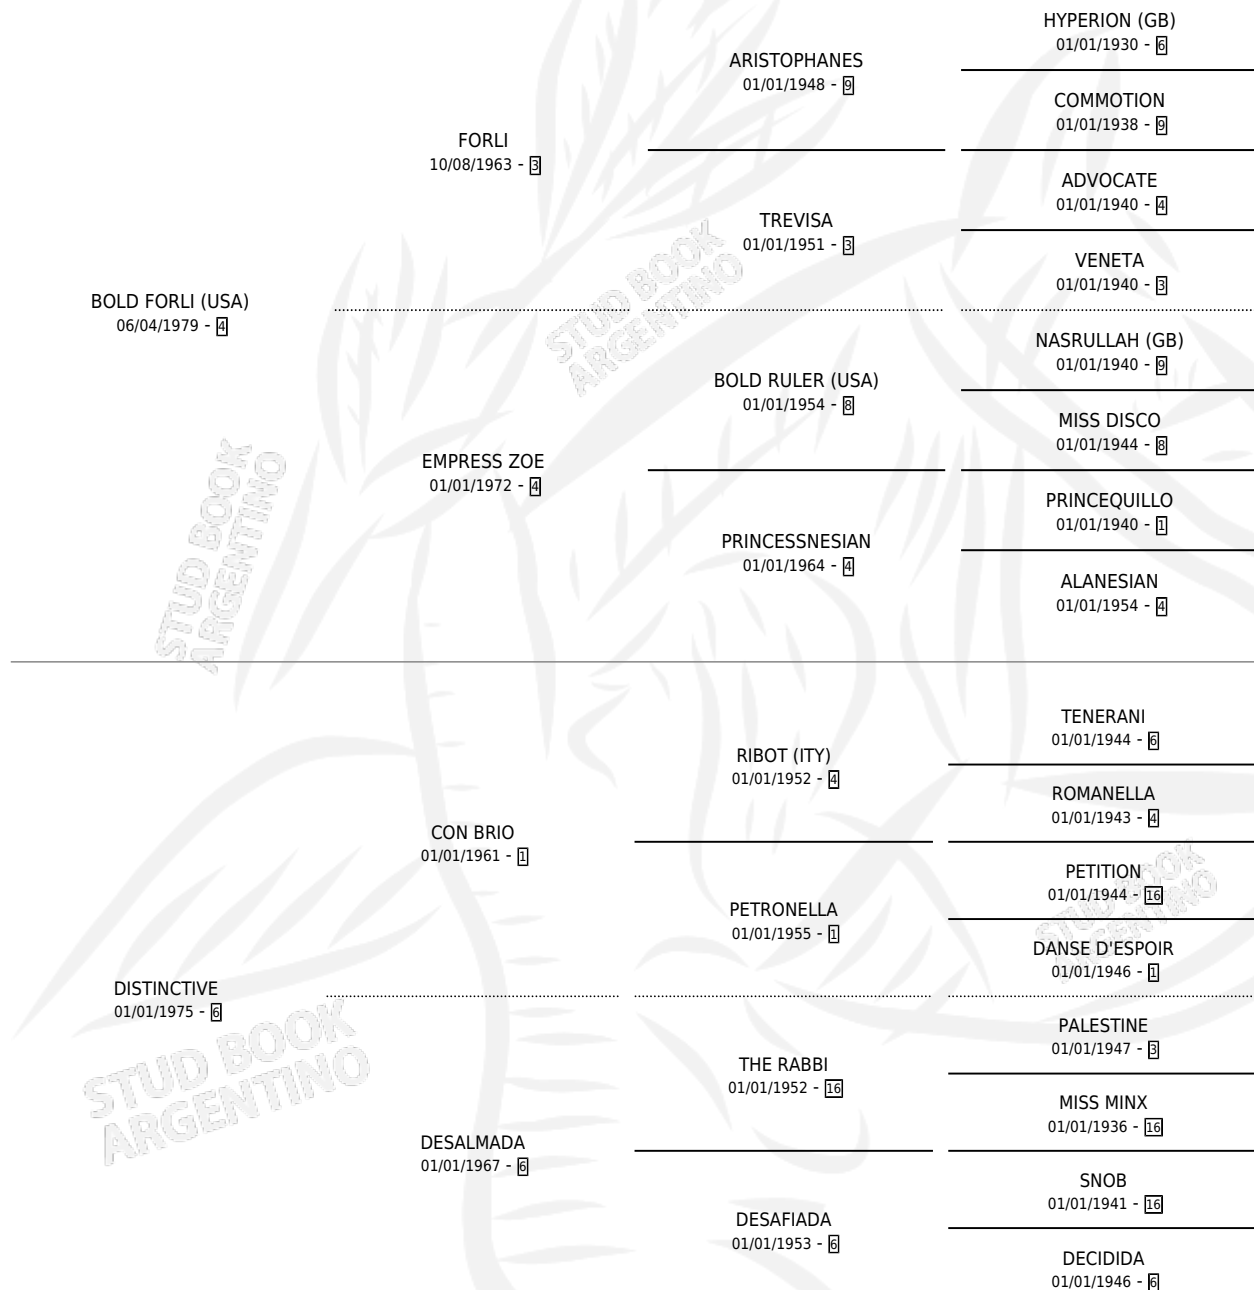 HYPERION (GB)
01/01/1930 - 6
ARISTOPHANES
01/01/1948 - 9
COMMOTION
01/01/1938 - 9
FORLI
10/08/1963 - 3
ADVOCATE
01/01/1940 - 4
TREVISA
01/01/1951 - 3
VENETA
01/01/1940 - 3
BOLD FORLI (USA)
06/04/1979 - 4
NASRULLAH (GB)
01/01/1940 - 9
BOLD RULER (USA)
01/01/1954 - 8
MISS DISCO
01/01/1944 - 8
EMPRESS ZOE
01/01/1972 - 4
PRINCEQUILLO
01/01/1940 - 1
PRINCESSNESIAN
01/01/1964 - 4
ALANESIAN
01/01/1954 - 4
TENERANI
01/01/1944 - 6
RIBOT (ITY)
01/01/1952 - 4
ROMANELLA
01/01/1943 - 4
CON BRIO
01/01/1961 - 1
PETITION
01/01/1944 - 16
PETRONELLA
01/01/1955 - 1
DANSE D'ESPOIR
01/01/1946 - 1
DISTINCTIVE
01/01/1975 - 6
PALESTINE
01/01/1947 - 3
THE RABBI
01/01/1952 - 16
MISS MINX
01/01/1936 - 16
DESALMADA
01/01/1967 - 6
SNOB
01/01/1941 - 16
DESAFIADA
01/01/1953 - 6
DECIDIDA
01/01/1946 - 6
STUD BOOK
ARGENTINO
STUD BOOK
ARGENTINO
STUD BOOK
ARGENTINO
STUD BOOK
ARGENTINO